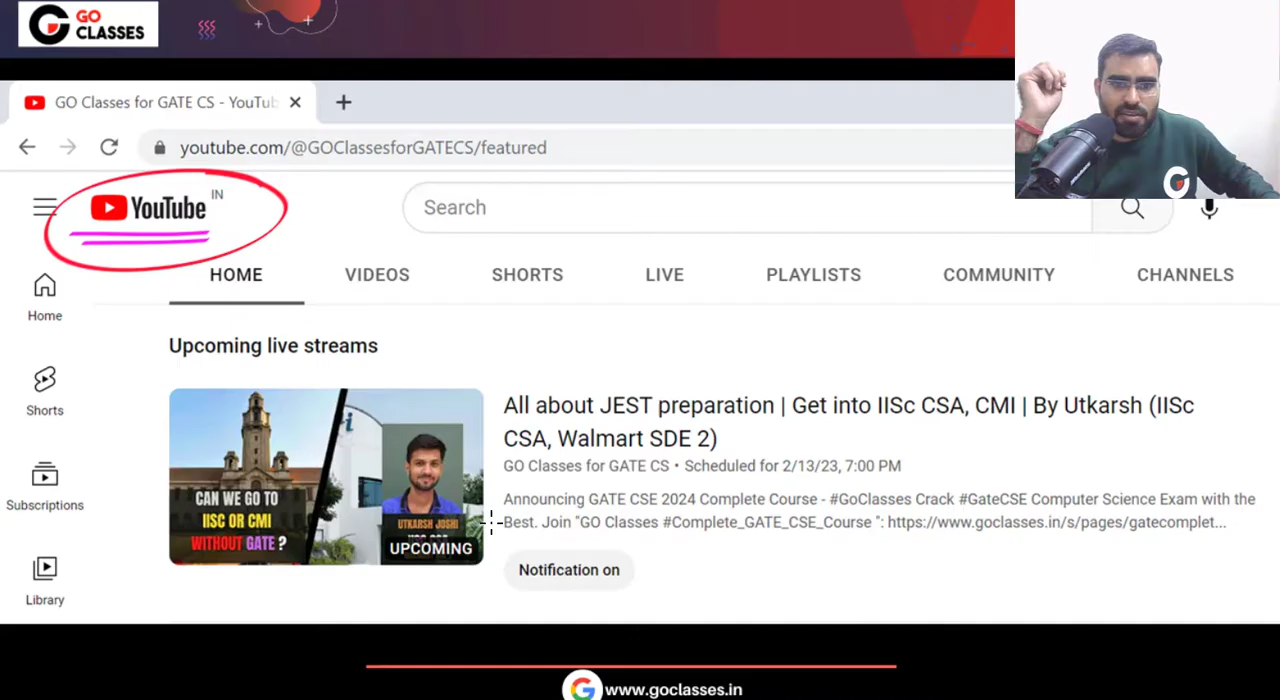 GO
CLASSES
GO Classes for GATE CS - YouTub
youtube.com/@GOClassesforGATECS/featured
YouTube IN
Search
HOME VIDEOS SHORTS LIVE PLAYLISTS COMMUNITY CHANNELS
Home
Shorts
Subscriptions
Library
Upcoming live streams
CAN WE GO TO
IISC OR CMI
WITHOUT GATE ?
UTKARSH JOSHI
UPCOMING
All about JEST preparation | Get into IISc CSA, CMI | By Utkarsh (IISc
CSA, Walmart SDE 2)
GO Classes for GATE CS • Scheduled for 2/13/23, 7:00 PM
Announcing GATE CSE 2024 Complete Course - #GoClasses Crack #GateCSE Computer Science Exam with the
Best. Join "GO Classes #Complete_GATE_CSE_Course ": https://www.goclasses.in/s/pages/gatecomplet...
Notification on
www.goclasses.in